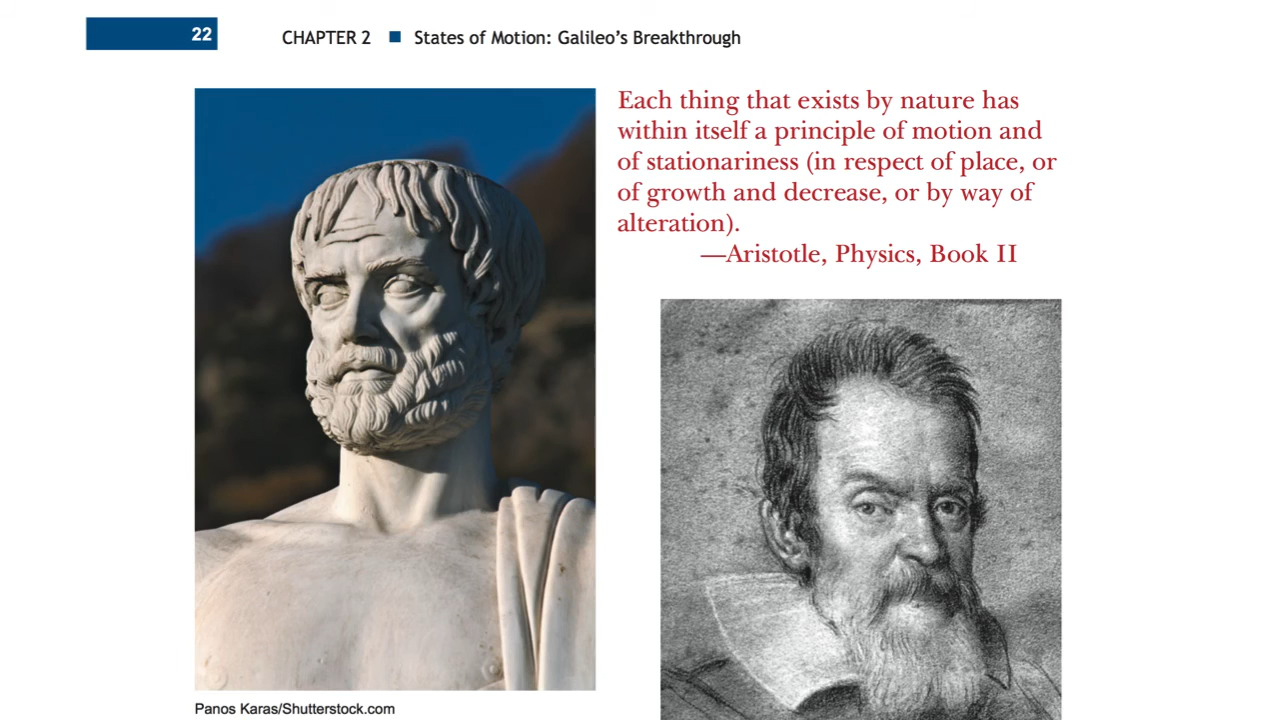 22
CHAPTER 2 ■ States of Motion: Galileo’s Breakthrough
Each thing that exists by nature has
within itself a principle of motion and
of stationariness (in respect of place, or
of growth and decrease, or by way of
alteration).
—Aristotle, Physics, Book II
Panos Karas/Shutterstock.com